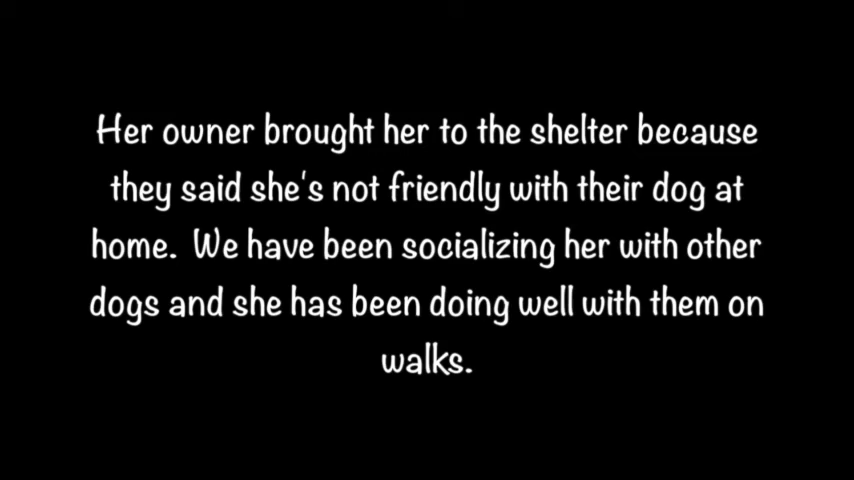 Her owner brought her to the shelter because
they said she's not friendly with their dog at
home.  We have been socializing her with other
dogs and she has been doing well with them on
walks.